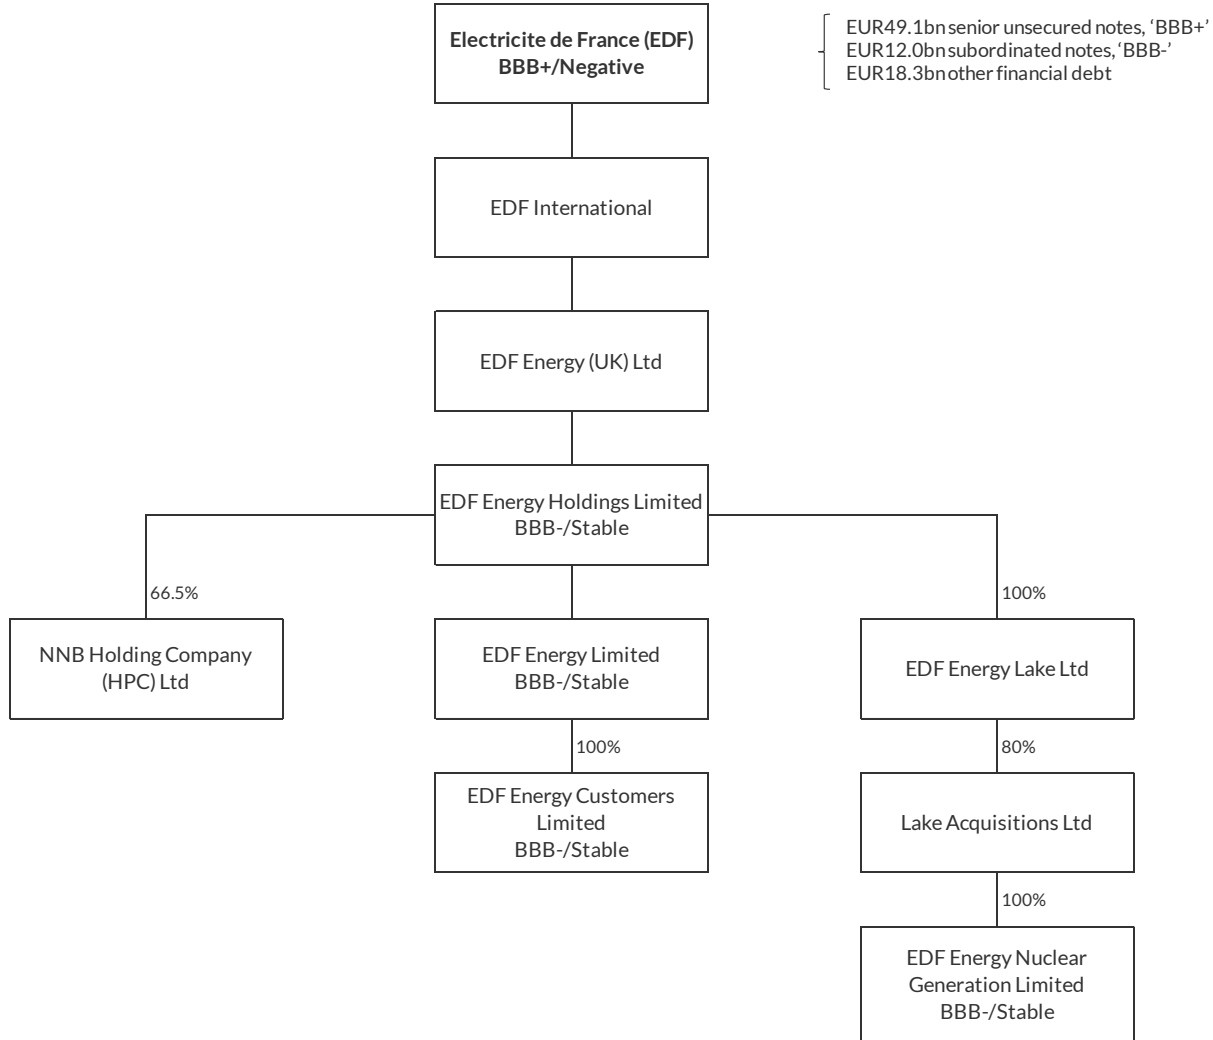 Electricite de France (EDF)
BBB+/Negative
EUR49.1bn senior unsecured notes, ‘BBB+’
EUR12.0bn subordinated notes, ‘BBB-’
EUR18.3bn other financial debt
EDF International
EDF Energy (UK) Ltd
EDF Energy Holdings Limited
BBB-/Stable
66.5%
100%
NNB Holding Company
(HPC) Ltd
EDF Energy Limited
BBB-/Stable
EDF Energy Lake Ltd
100%
80%
EDF Energy Customers
Limited
BBB-/Stable
Lake Acquisitions Ltd
100%
EDF Energy Nuclear
Generation Limited
BBB-/Stable